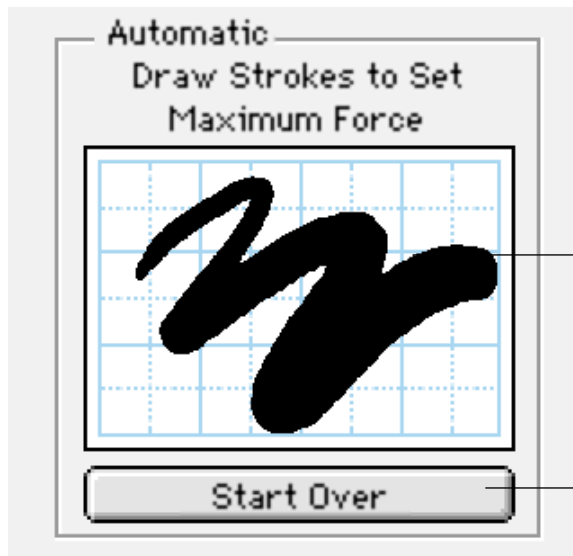 Automatic
Draw Strokes to Set
Maximum Force
Start Over